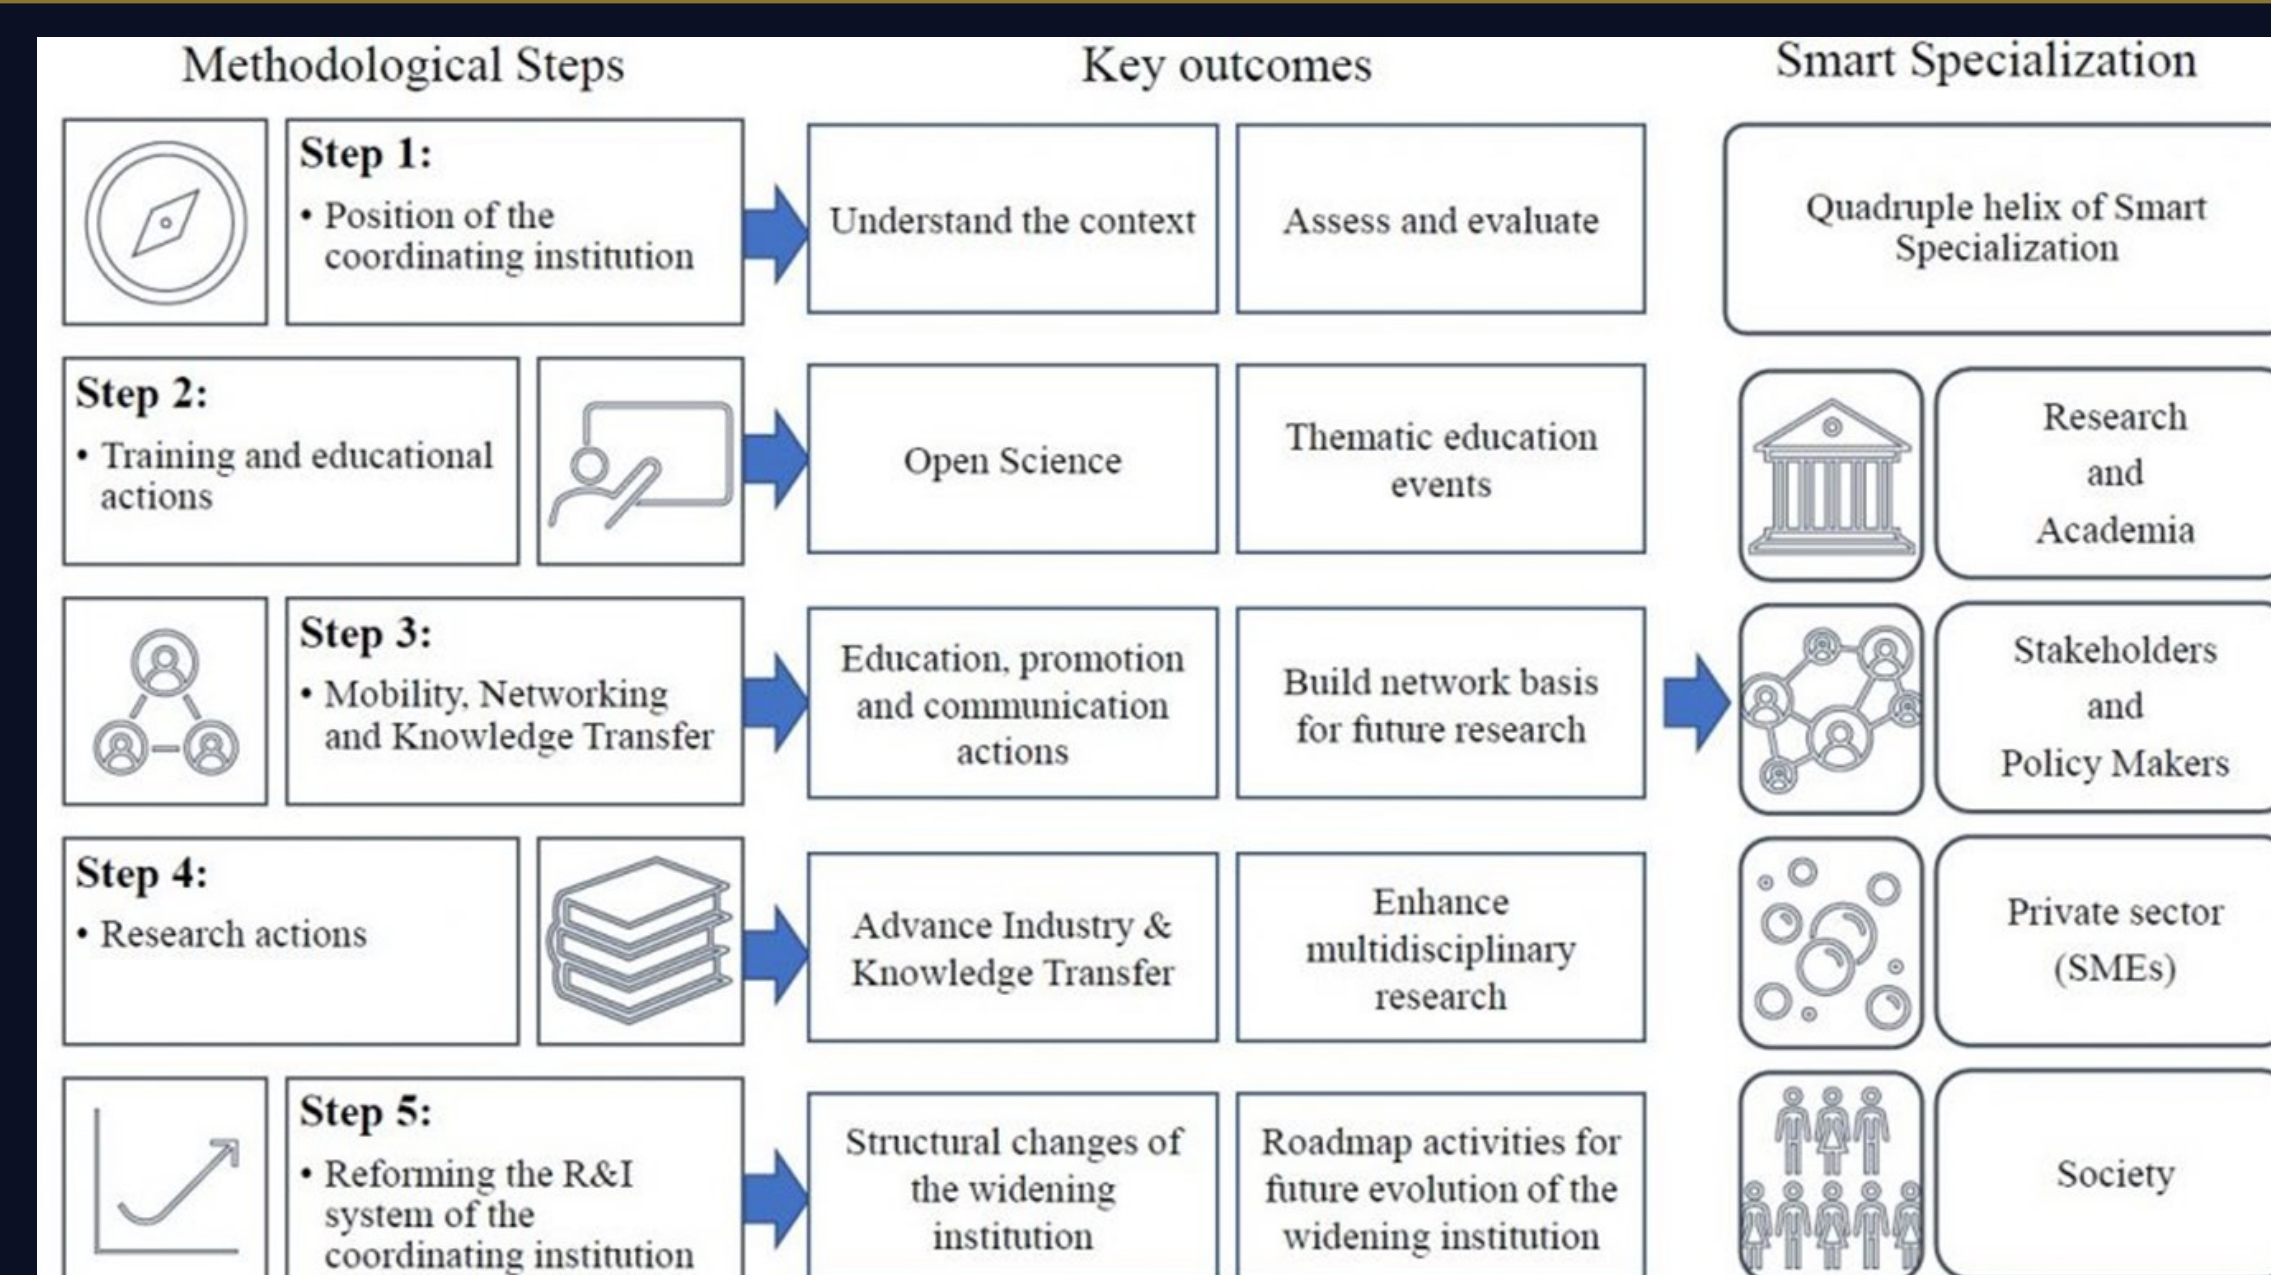 Methodological Steps
Key outcomes
Smart Specialization
Step 1:
• Position of the
coordinating institution
Understand the context
Assess and evaluate
Quadruple helix of Smart
Specialization
Step 2:
• Training and educational
actions
Open Science
Thematic education
events
Research
and
Academia
Step 3:
• Mobility, Networking
and Knowledge Transfer
Education, promotion
and communication
actions
Build network basis
for future research
Stakeholders
and
Policy Makers
Step 4:
• Research actions
Advance Industry &
Knowledge Transfer
Enhance
multidisciplinary
research
Private sector
(SMEs)
Step 5:
• Reforming the R&I
system of the
coordinating institution
Structural changes of
the widening
institution
Roadmap activities for
future evolution of the
widening institution
Society